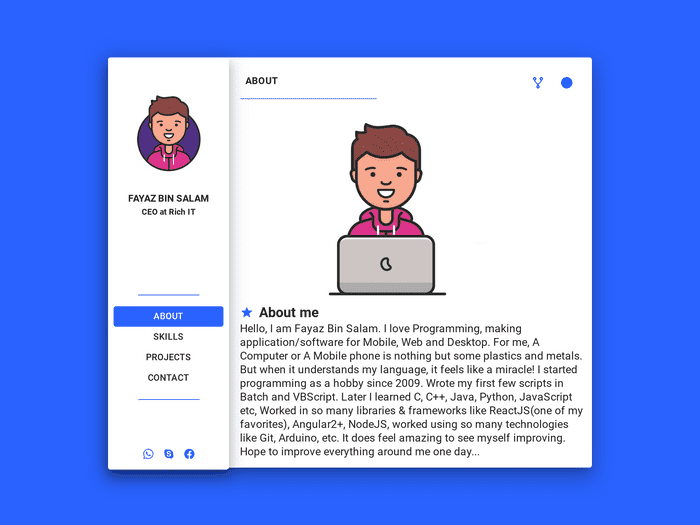 FAYAZ BIN SALAM
CEO at Rich IT
ABOUT
SKILLS
PROJECTS
CONTACT
ABOUT
About me
Hello, I am Fayaz Bin Salam. I love Programming, making
application/software for Mobile, Web and Desktop. For me, A
Computer or A Mobile phone is nothing but some plastics and metals.
But when it understands my language, it feels like a miracle! I started
programming as a hobby since 2009. Wrote my first few scripts in
Batch and VBScript. Later I learned C, C++, Java, Python, JavaScript
etc, Worked in so many libraries & frameworks like ReactJS(one of my
favorites), Angular2+, NodeJS, worked using so many technologies
like Git, Arduino, etc. It does feel amazing to see myself improving.
Hope to improve everything around me one day...